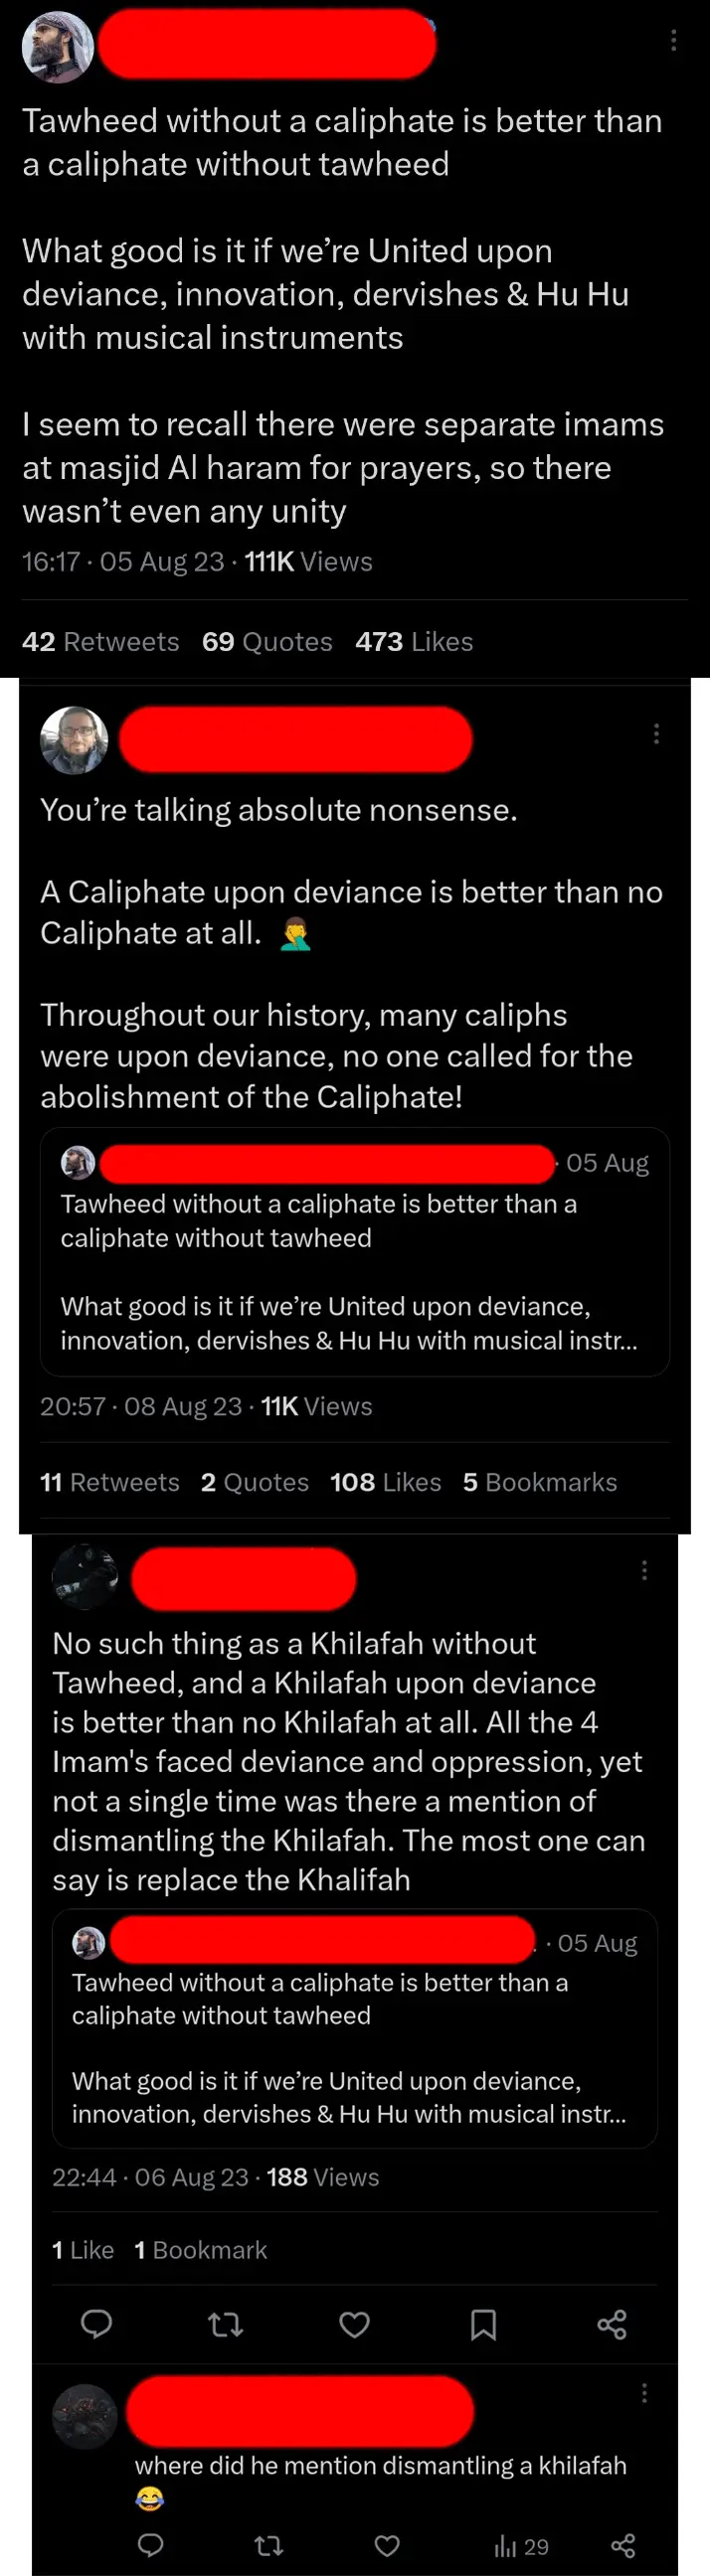 Tawheed without a caliphate is better than
a caliphate without tawheed
What good is it if we’re United upon
deviance, innovation, dervishes & Hu Hu
with musical instruments
I seem to recall there were separate imams
at masjid Al haram for prayers, so there
wasn’t even any unity
16:17 · 05 Aug 23 · 111K Views
42 Retweets 69 Quotes 473 Likes
You’re talking absolute nonsense.
A Caliphate upon deviance is better than no
Caliphate at all. 🤦‍♂️
Throughout our history, many caliphs
were upon deviance, no one called for the
abolishment of the Caliphate!
· 05 Aug
Tawheed without a caliphate is better than a
caliphate without tawheed
What good is it if we’re United upon deviance,
innovation, dervishes & Hu Hu with musical instr...
20:57 · 08 Aug 23 · 11K Views
11 Retweets 2 Quotes 108 Likes 5 Bookmarks
No such thing as a Khilafah without
Tawheed, and a Khilafah upon deviance
is better than no Khilafah at all. All the 4
Imam's faced deviance and oppression, yet
not a single time was there a mention of
dismantling the Khilafah. The most one can
say is replace the Khalifah
. · 05 Aug
Tawheed without a caliphate is better than a
caliphate without tawheed
What good is it if we’re United upon deviance,
innovation, dervishes & Hu Hu with musical instr...
22:44 · 06 Aug 23 · 188 Views
1 Like 1 Bookmark
where did he mention dismantling a khilafah
😂
29